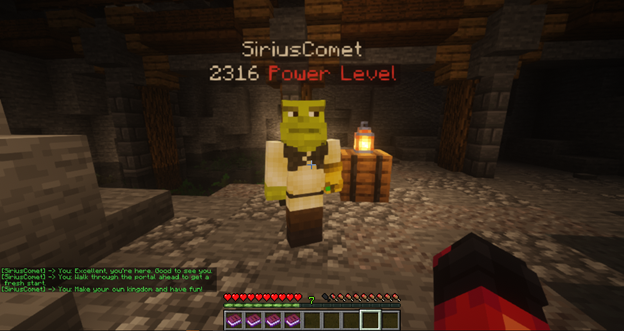 SiriusComet
2316 Power Level
[SiriusComet] -> You: Excellent, you're here. Good to see you.
[SiriusComet] -> You: Walk through the portal ahead to get a
fresh start.
[SiriusComet] -> You: Make your own kingdom and have fun!
7